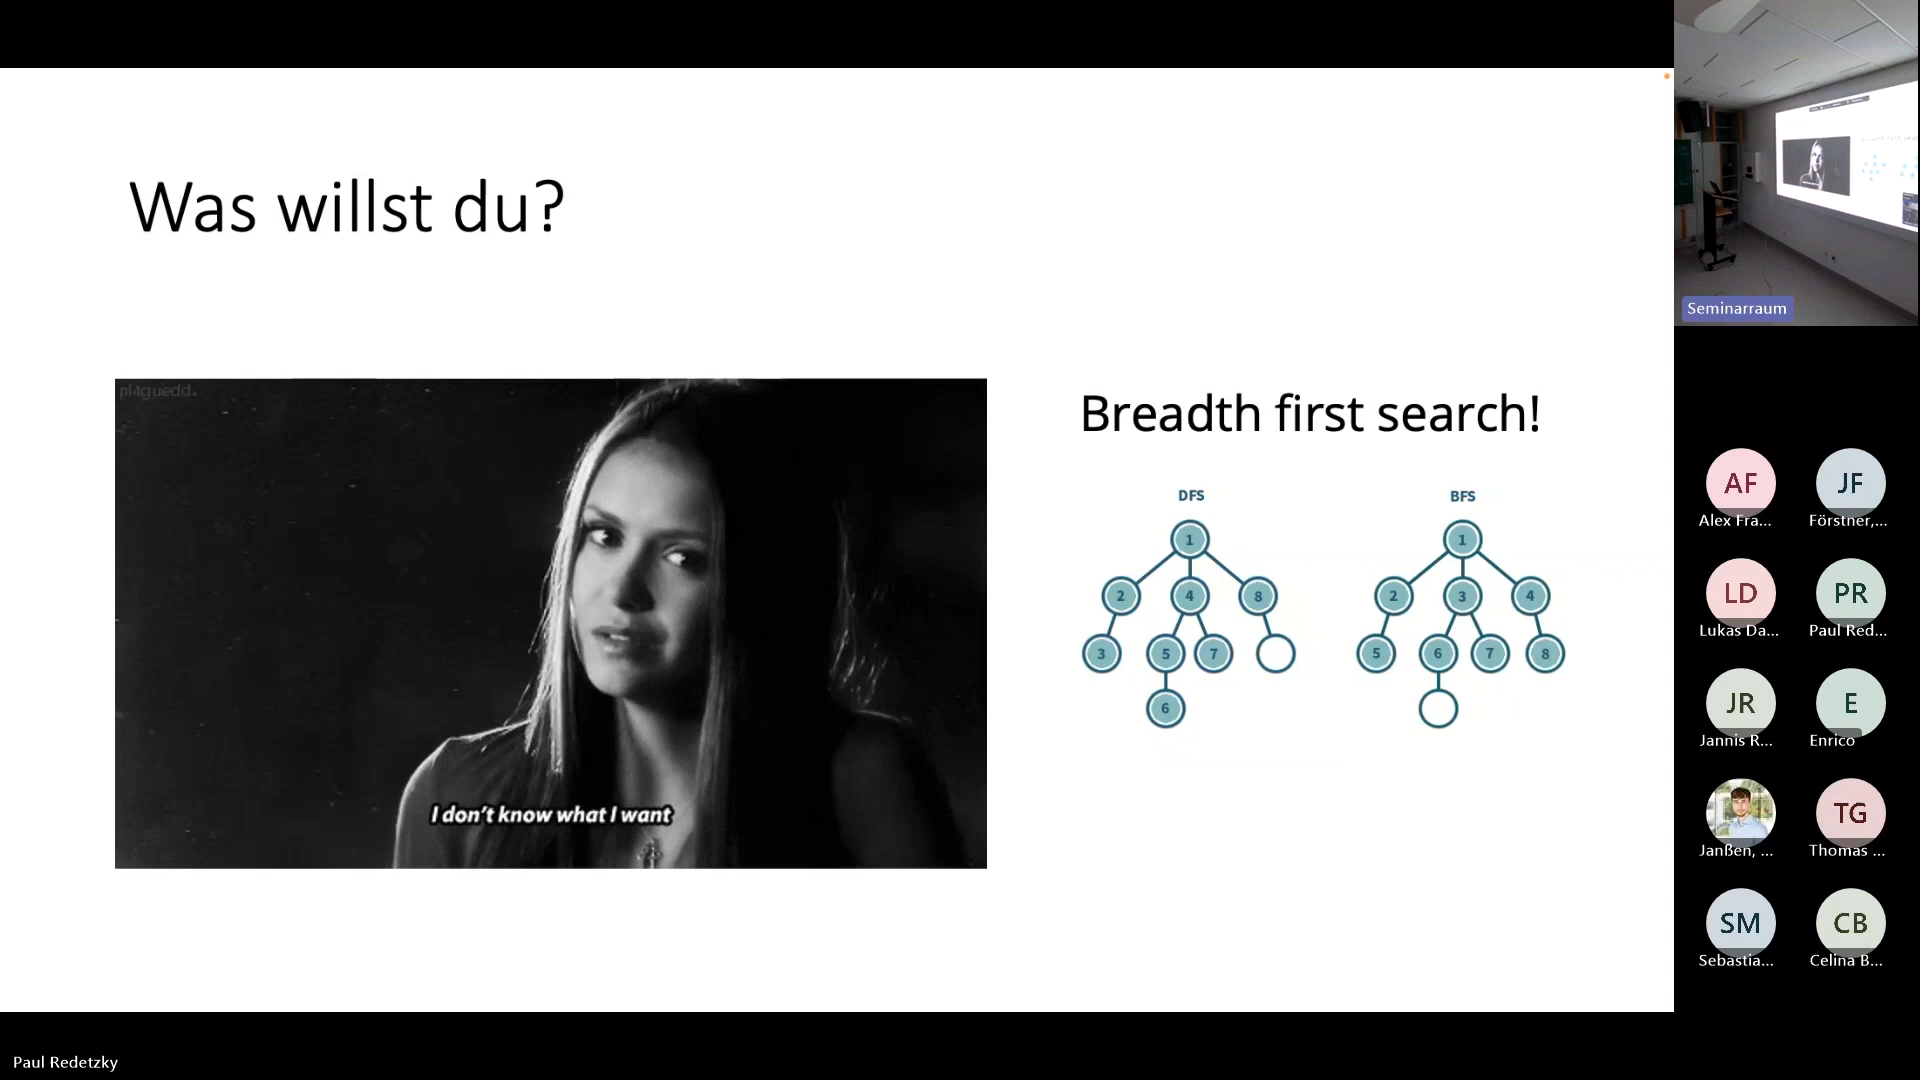 Was willst du?
pl4guedd.
I don't know what I want
Breadth first search!
DFS
1
2 4 8
3 5 7
6
BFS
1
2 3 4
5 6 7 8
Seminarraum
AF JF
Alex Fra... Förstner,...
LD PR
Lukas Da... Paul Red...
JR E
Jannis R... Enrico
TG
Janßen, ... Thomas ...
SM CB
Sebastia... Celina B...
Paul Redetzky